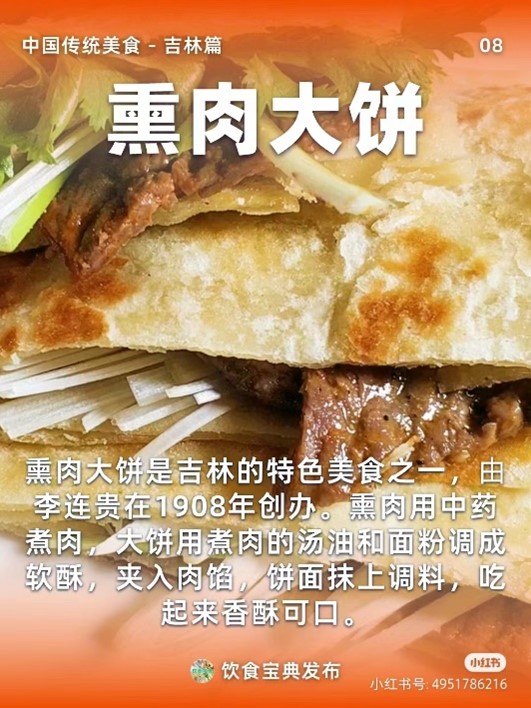 中国传统美食 - 吉林篇
08
熏肉大饼
熏肉大饼是吉林的特色美食之一，由
李连贵在1908年创办。熏肉用中药
煮肉，大饼用煮肉的汤油和面粉调成
软酥，夹入肉馅，饼面抹上调料，吃
起来香酥可口。
饮食宝典发布
小红书
小红书号: 4951786216